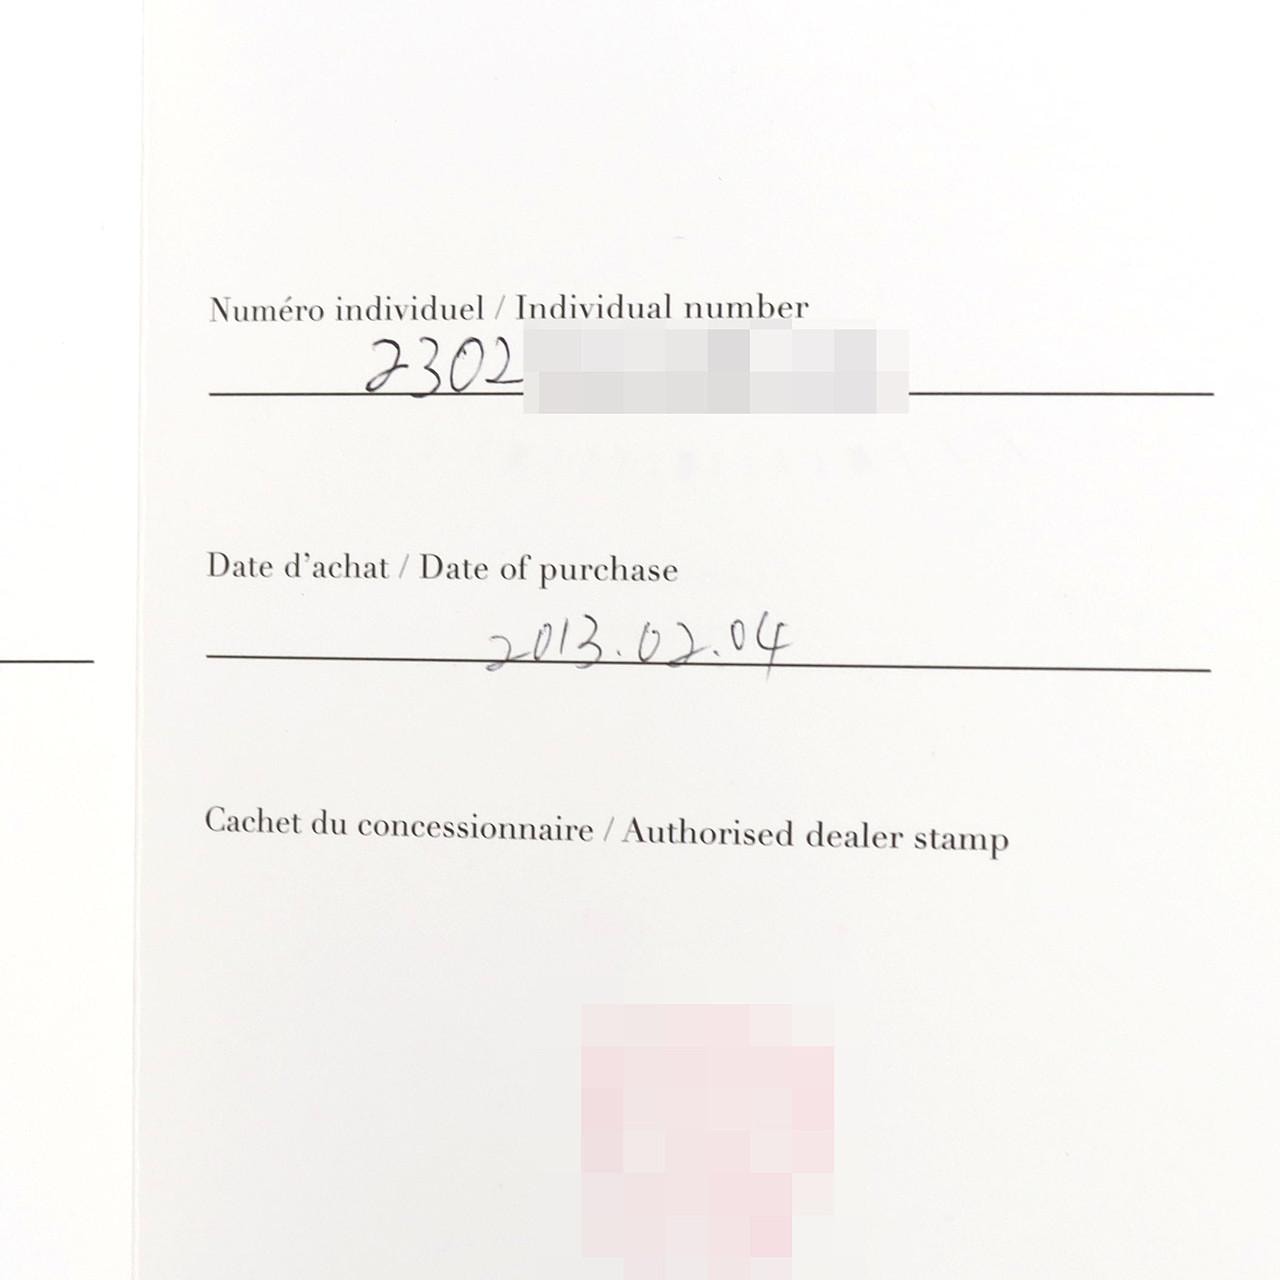 Numéro individuel / Individual number
2302
Date d'achat / Date of purchase
2013.02.04
Cachet du concessionnaire / Authorised dealer stamp